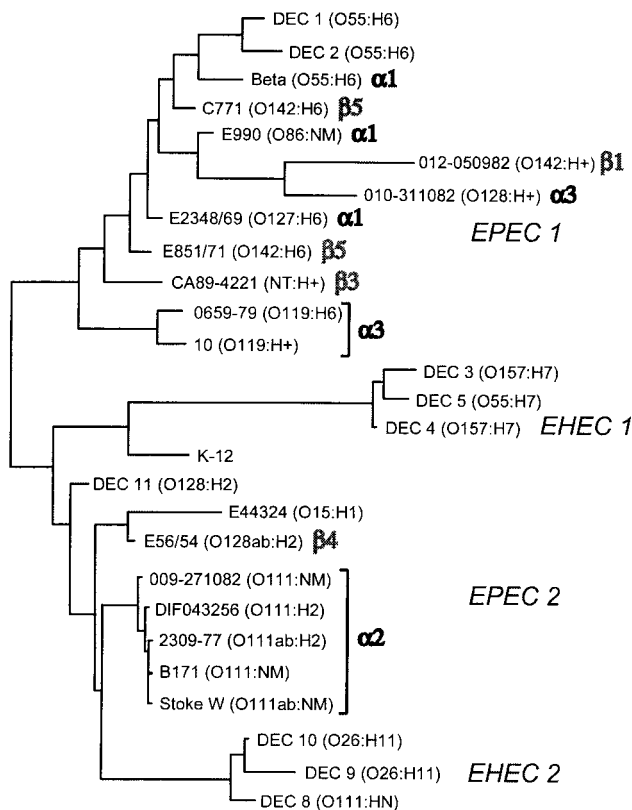 DEC 1 (O55:H6)
DEC 2 (O55:H6)
Beta (O55:H6) α1
C771 (O142:H6) β5
E990 (O86:NM) α1
012-050982 (O142:H+) β1
010-311082 (O128:H+) α3
E2348/69 (O127:H6) α1
EPEC 1
E851/71 (O142:H6) β5
CA89-4221 (NT:H+) β3
0659-79 (O119:H6)
α3
10 (O119:H+)
DEC 3 (O157:H7)
DEC 5 (O55:H7)
DEC 4 (O157:H7) EHEC 1
K-12
DEC 11 (O128:H2)
E44324 (O15:H1)
E56/54 (O128ab:H2) β4
009-271082 (O111:NM)
EPEC 2
DIF043256 (O111:H2)
2309-77 (O111ab:H2) α2
B171 (O111:NM)
Stoke W (O111ab:NM)
DEC 10 (O26:H11)
DEC 9 (O26:H11) EHEC 2
DEC 8 (O111:HN)